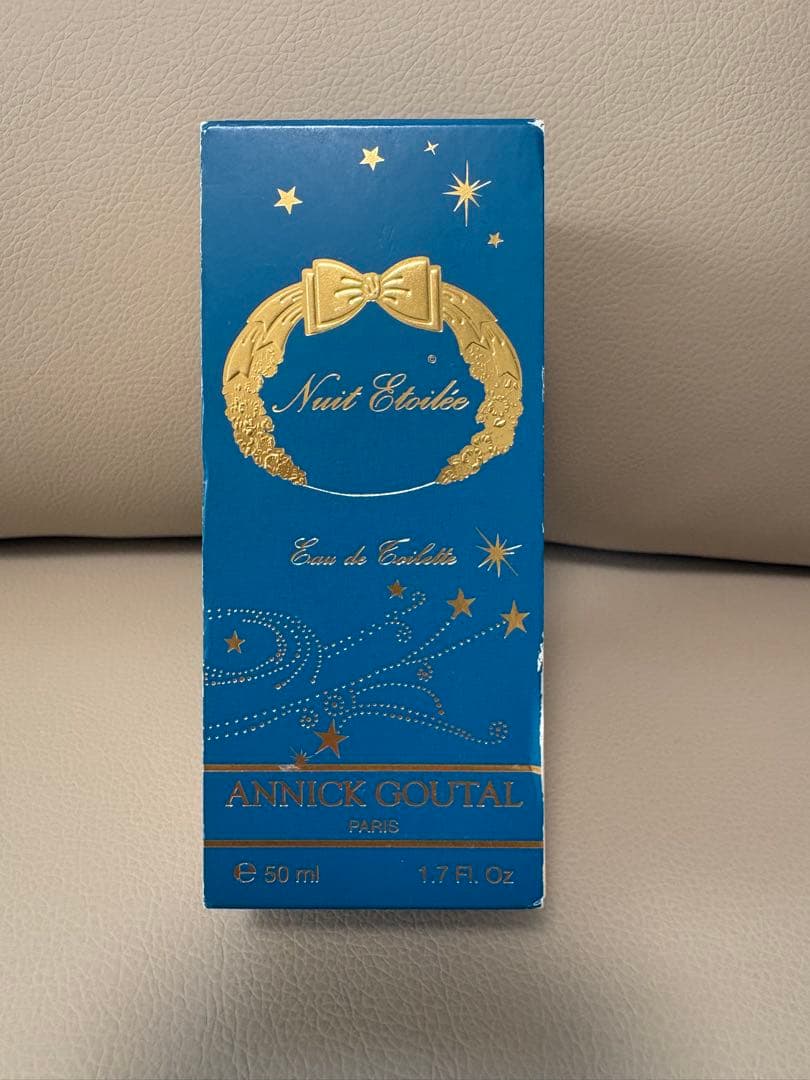 ©
Nuit Etoilée
Eau de Toilette
ANNICK GOUTAL
PARIS
℮ 50 ml 1.7 Fl. Oz